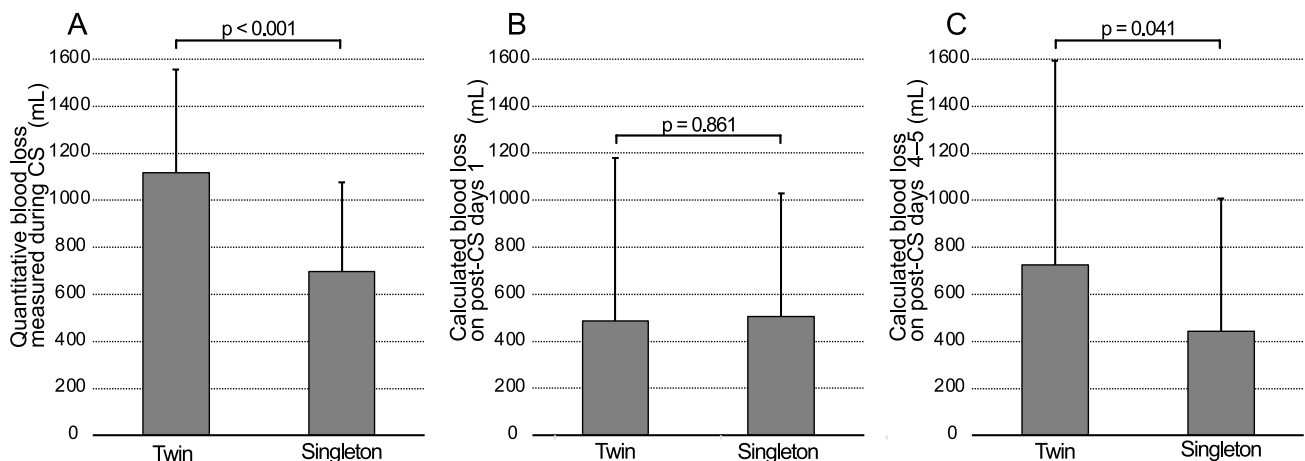 A
p < 0.001
Quantitative blood loss
measured during CS (mL)
1600
1400
1200
1000
800
600
400
200
0
Twin
Singleton
B
p = 0.861
Calculated blood loss
on post-CS days 1 (mL)
1600
1400
1200
1000
800
600
400
200
0
Twin
Singleton
C
p = 0.041
Calculated blood loss
on post-CS days 4–5 (mL)
1600
1400
1200
1000
800
600
400
200
0
Twin
Singleton